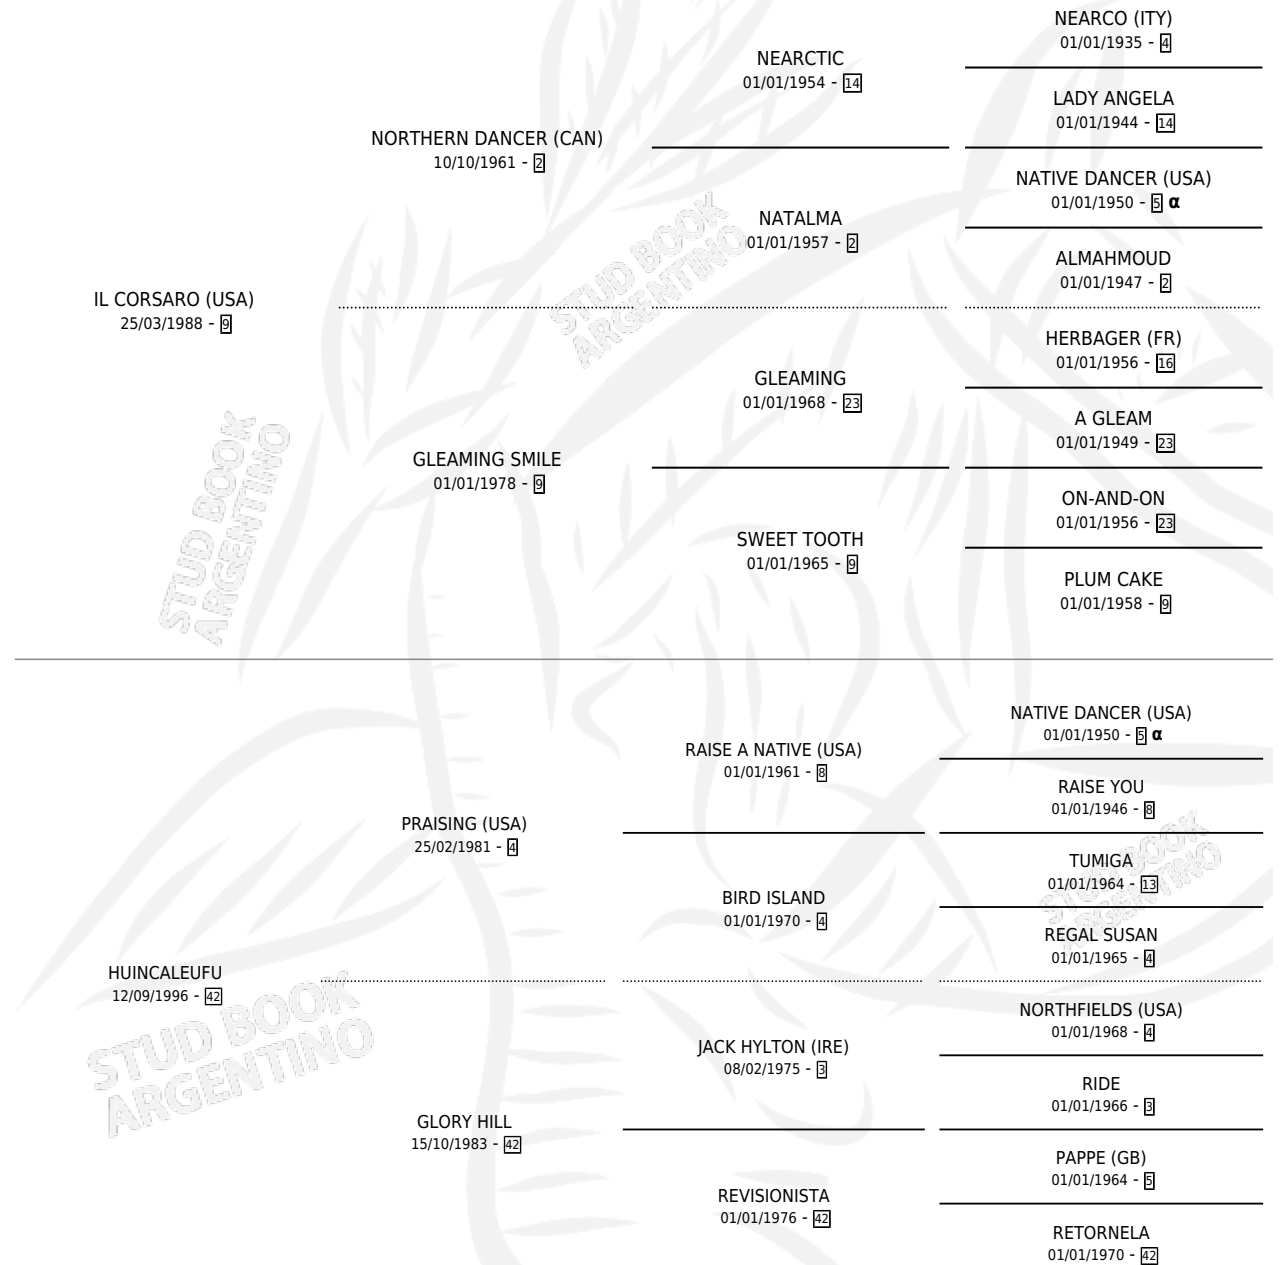 NEARCO (ITY)
01/01/1935 - 4
NEARCTIC
01/01/1954 - 14
LADY ANGELA
01/01/1944 - 14
NORTHERN DANCER (CAN)
10/10/1961 - 2
NATIVE DANCER (USA)
01/01/1950 - 5 α
NATALMA
01/01/1957 - 2
ALMAHMOUD
01/01/1947 - 2
IL CORSARO (USA)
25/03/1988 - 9
HERBAGER (FR)
01/01/1956 - 16
GLEAMING
01/01/1968 - 23
A GLEAM
01/01/1949 - 23
GLEAMING SMILE
01/01/1978 - 9
ON-AND-ON
01/01/1956 - 23
SWEET TOOTH
01/01/1965 - 9
PLUM CAKE
01/01/1958 - 9
NATIVE DANCER (USA)
01/01/1950 - 5 α
RAISE A NATIVE (USA)
01/01/1961 - 8
RAISE YOU
01/01/1946 - 8
PRAISING (USA)
25/02/1981 - 4
TUMIGA
01/01/1964 - 13
BIRD ISLAND
01/01/1970 - 4
REGAL SUSAN
01/01/1965 - 4
HUINCALEUFU
12/09/1996 - 42
NORTHFIELDS (USA)
01/01/1968 - 4
JACK HYLTON (IRE)
08/02/1975 - 3
RIDE
01/01/1966 - 3
GLORY HILL
15/10/1983 - 42
PAPPE (GB)
01/01/1964 - 5
REVISIONISTA
01/01/1976 - 42
RETORNELA
01/01/1970 - 42
STUD BOOK
ARGENTINO
STUD BOOK
ARGENTINO
STUD BOOK
ARGENTINO
STUD BOOK
ARGENTINO